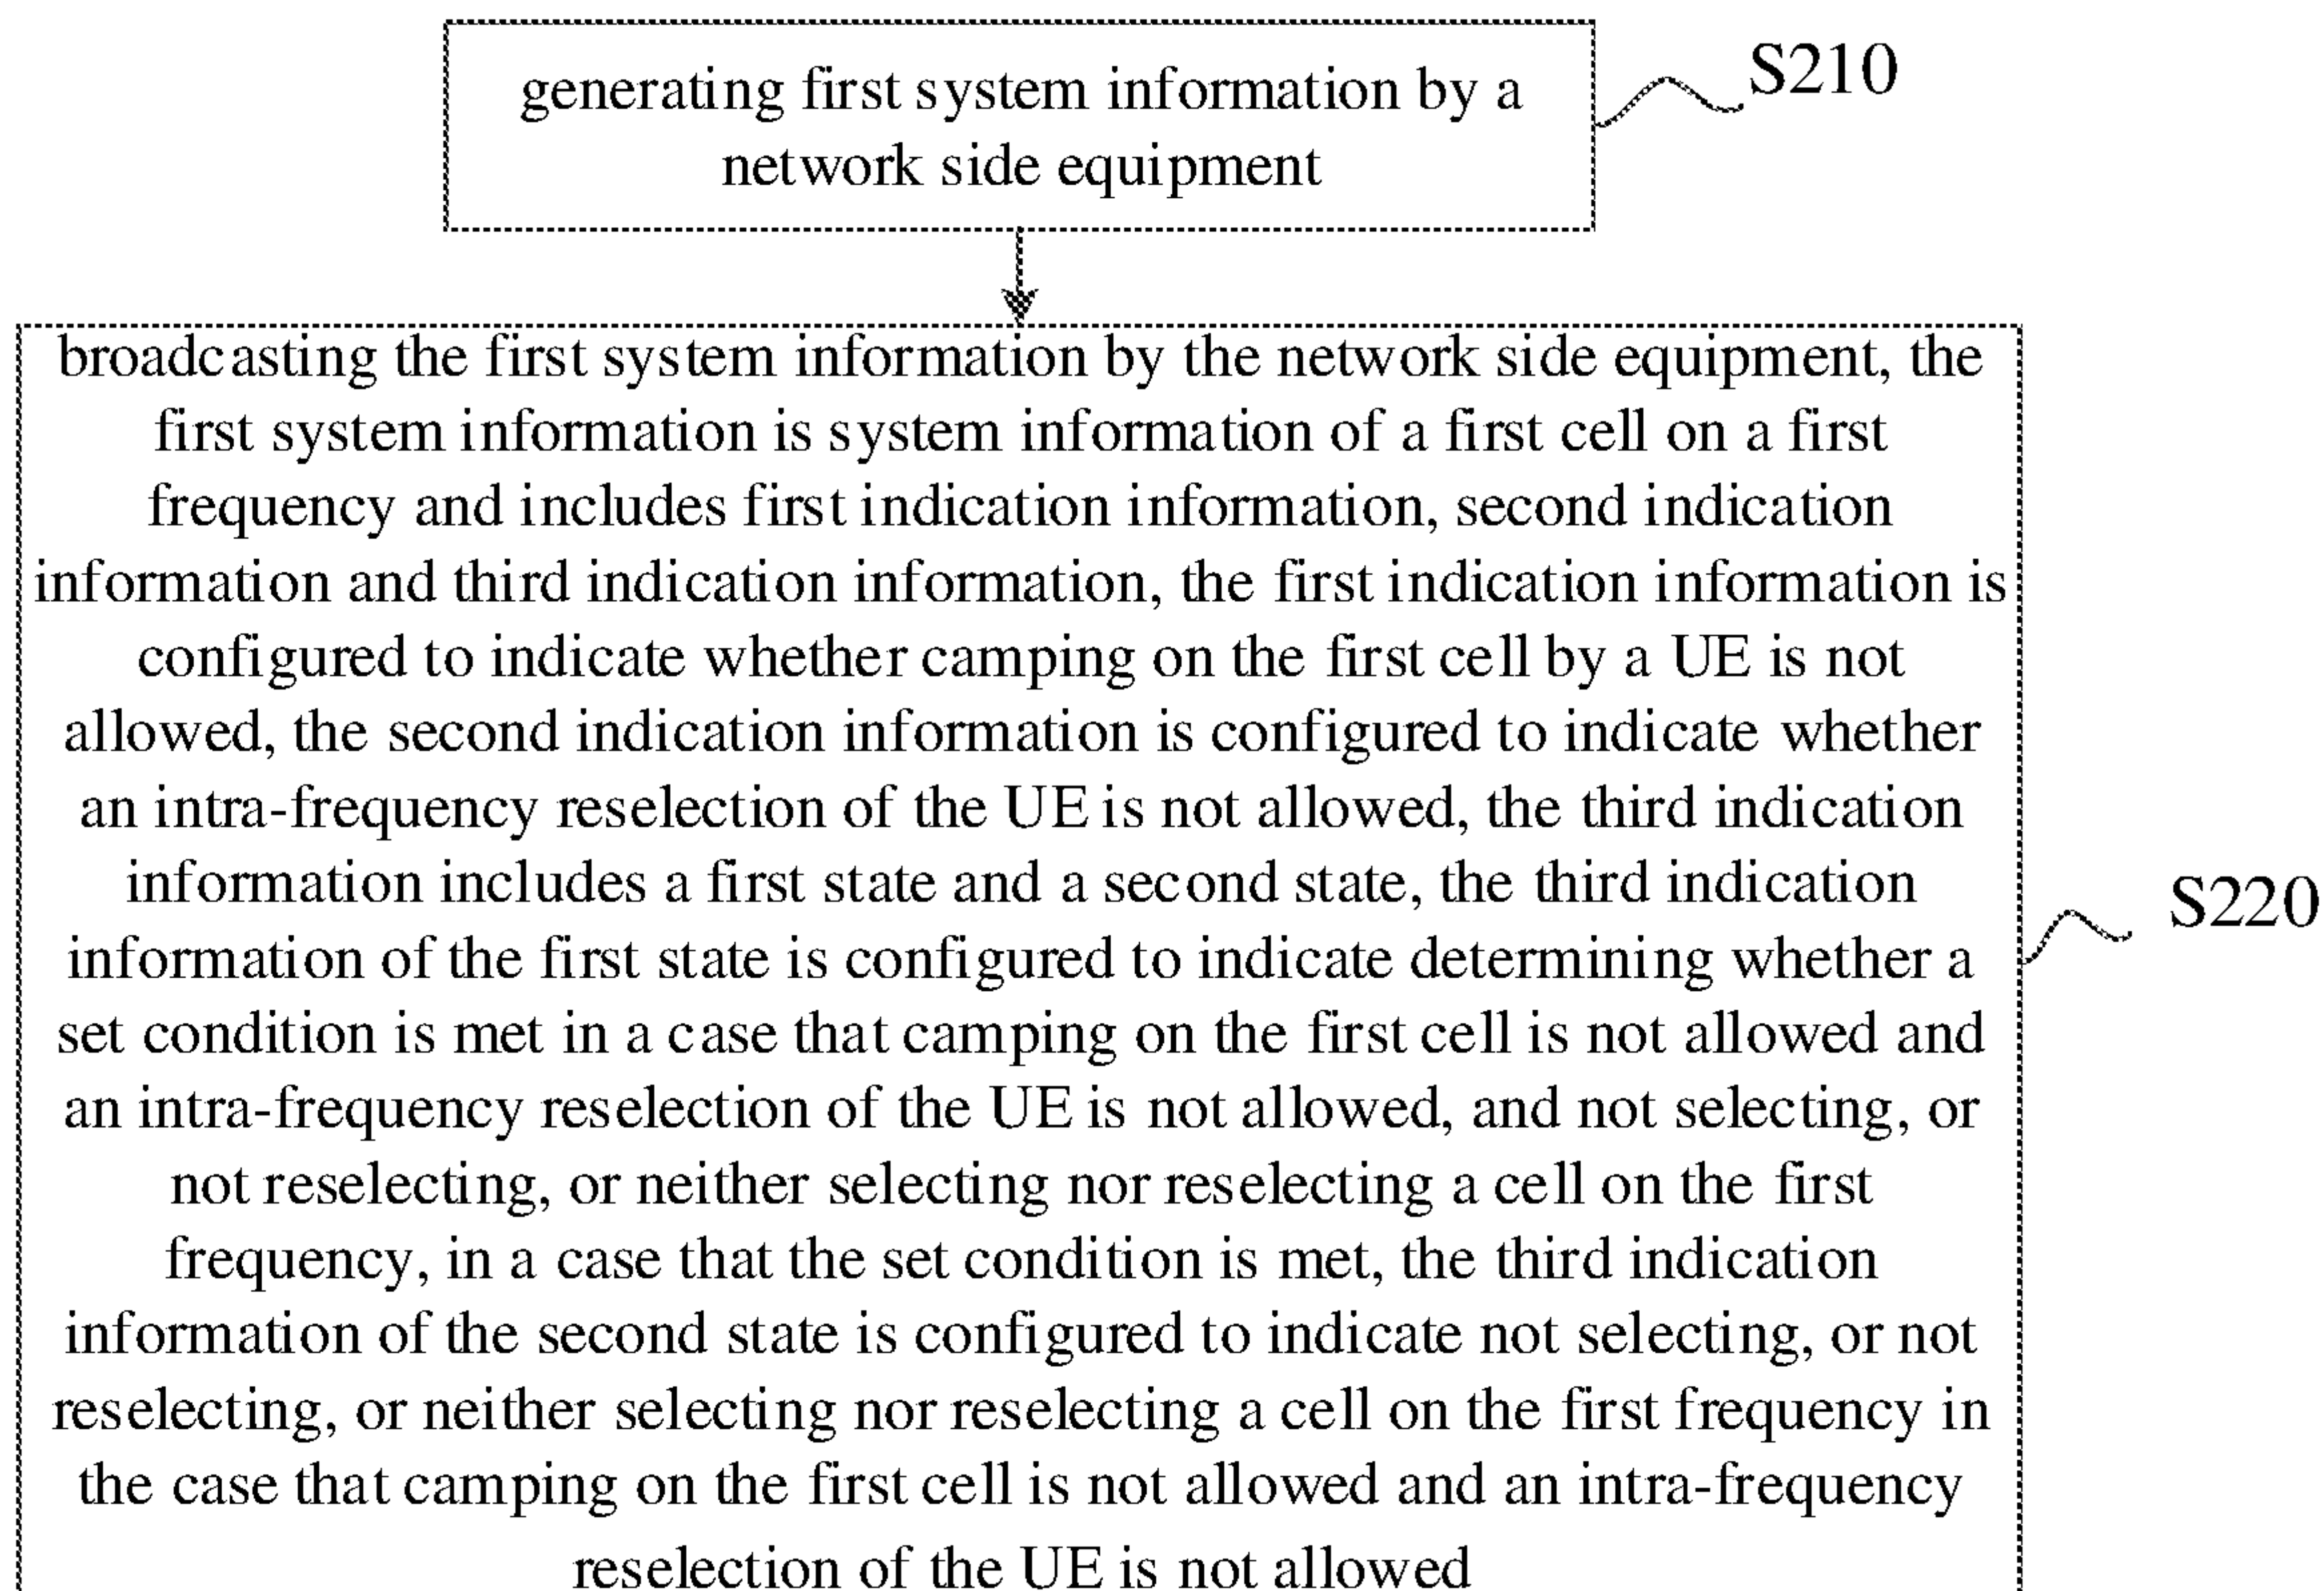 generating first system information by a
network side equipment
S210
broadcasting the first system information by the network side equipment, the
first system information is system information of a first cell on a first
frequency and includes first indication information, second indication
information and third indication information, the first indication information is
configured to indicate whether camping on the first cell by a UE is not
allowed, the second indication information is configured to indicate whether
an intra-frequency reselection of the UE is not allowed, the third indication
information includes a first state and a second state, the third indication
information of the first state is configured to indicate determining whether a
set condition is met in a case that camping on the first cell is not allowed and
an intra-frequency reselection of the UE is not allowed, and not selecting, or
not reselecting, or neither selecting nor reselecting a cell on the first
frequency, in a case that the set condition is met, the third indication
information of the second state is configured to indicate not selecting, or not
reselecting, or neither selecting nor reselecting a cell on the first frequency in
the case that camping on the first cell is not allowed and an intra-frequency
reselection of the UE is not allowed
S220